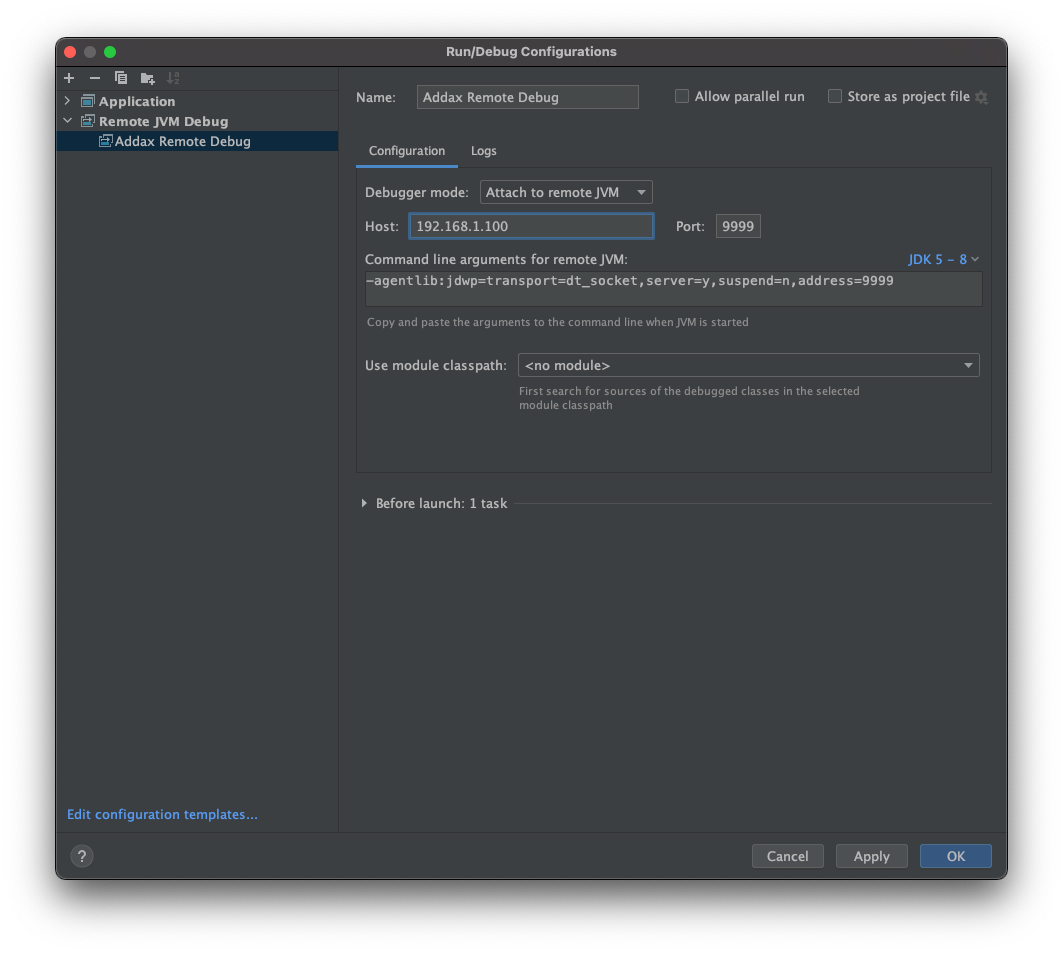 Run/Debug Configurations
Application
Remote JVM Debug
Addax Remote Debug
Edit configuration templates...
Name: Addax Remote Debug Allow parallel run Store as project file
Configuration Logs
Debugger mode: Attach to remote JVM
Host: 192.168.1.100 Port: 9999
Command line arguments for remote JVM: JDK 5 – 8
-agentlib:jdwp=transport=dt_socket,server=y,suspend=n,address=9999
Copy and paste the arguments to the command line when JVM is started
Use module classpath: <no module>
First search for sources of the debugged classes in the selected
module classpath
Before launch: 1 task
? Cancel Apply OK